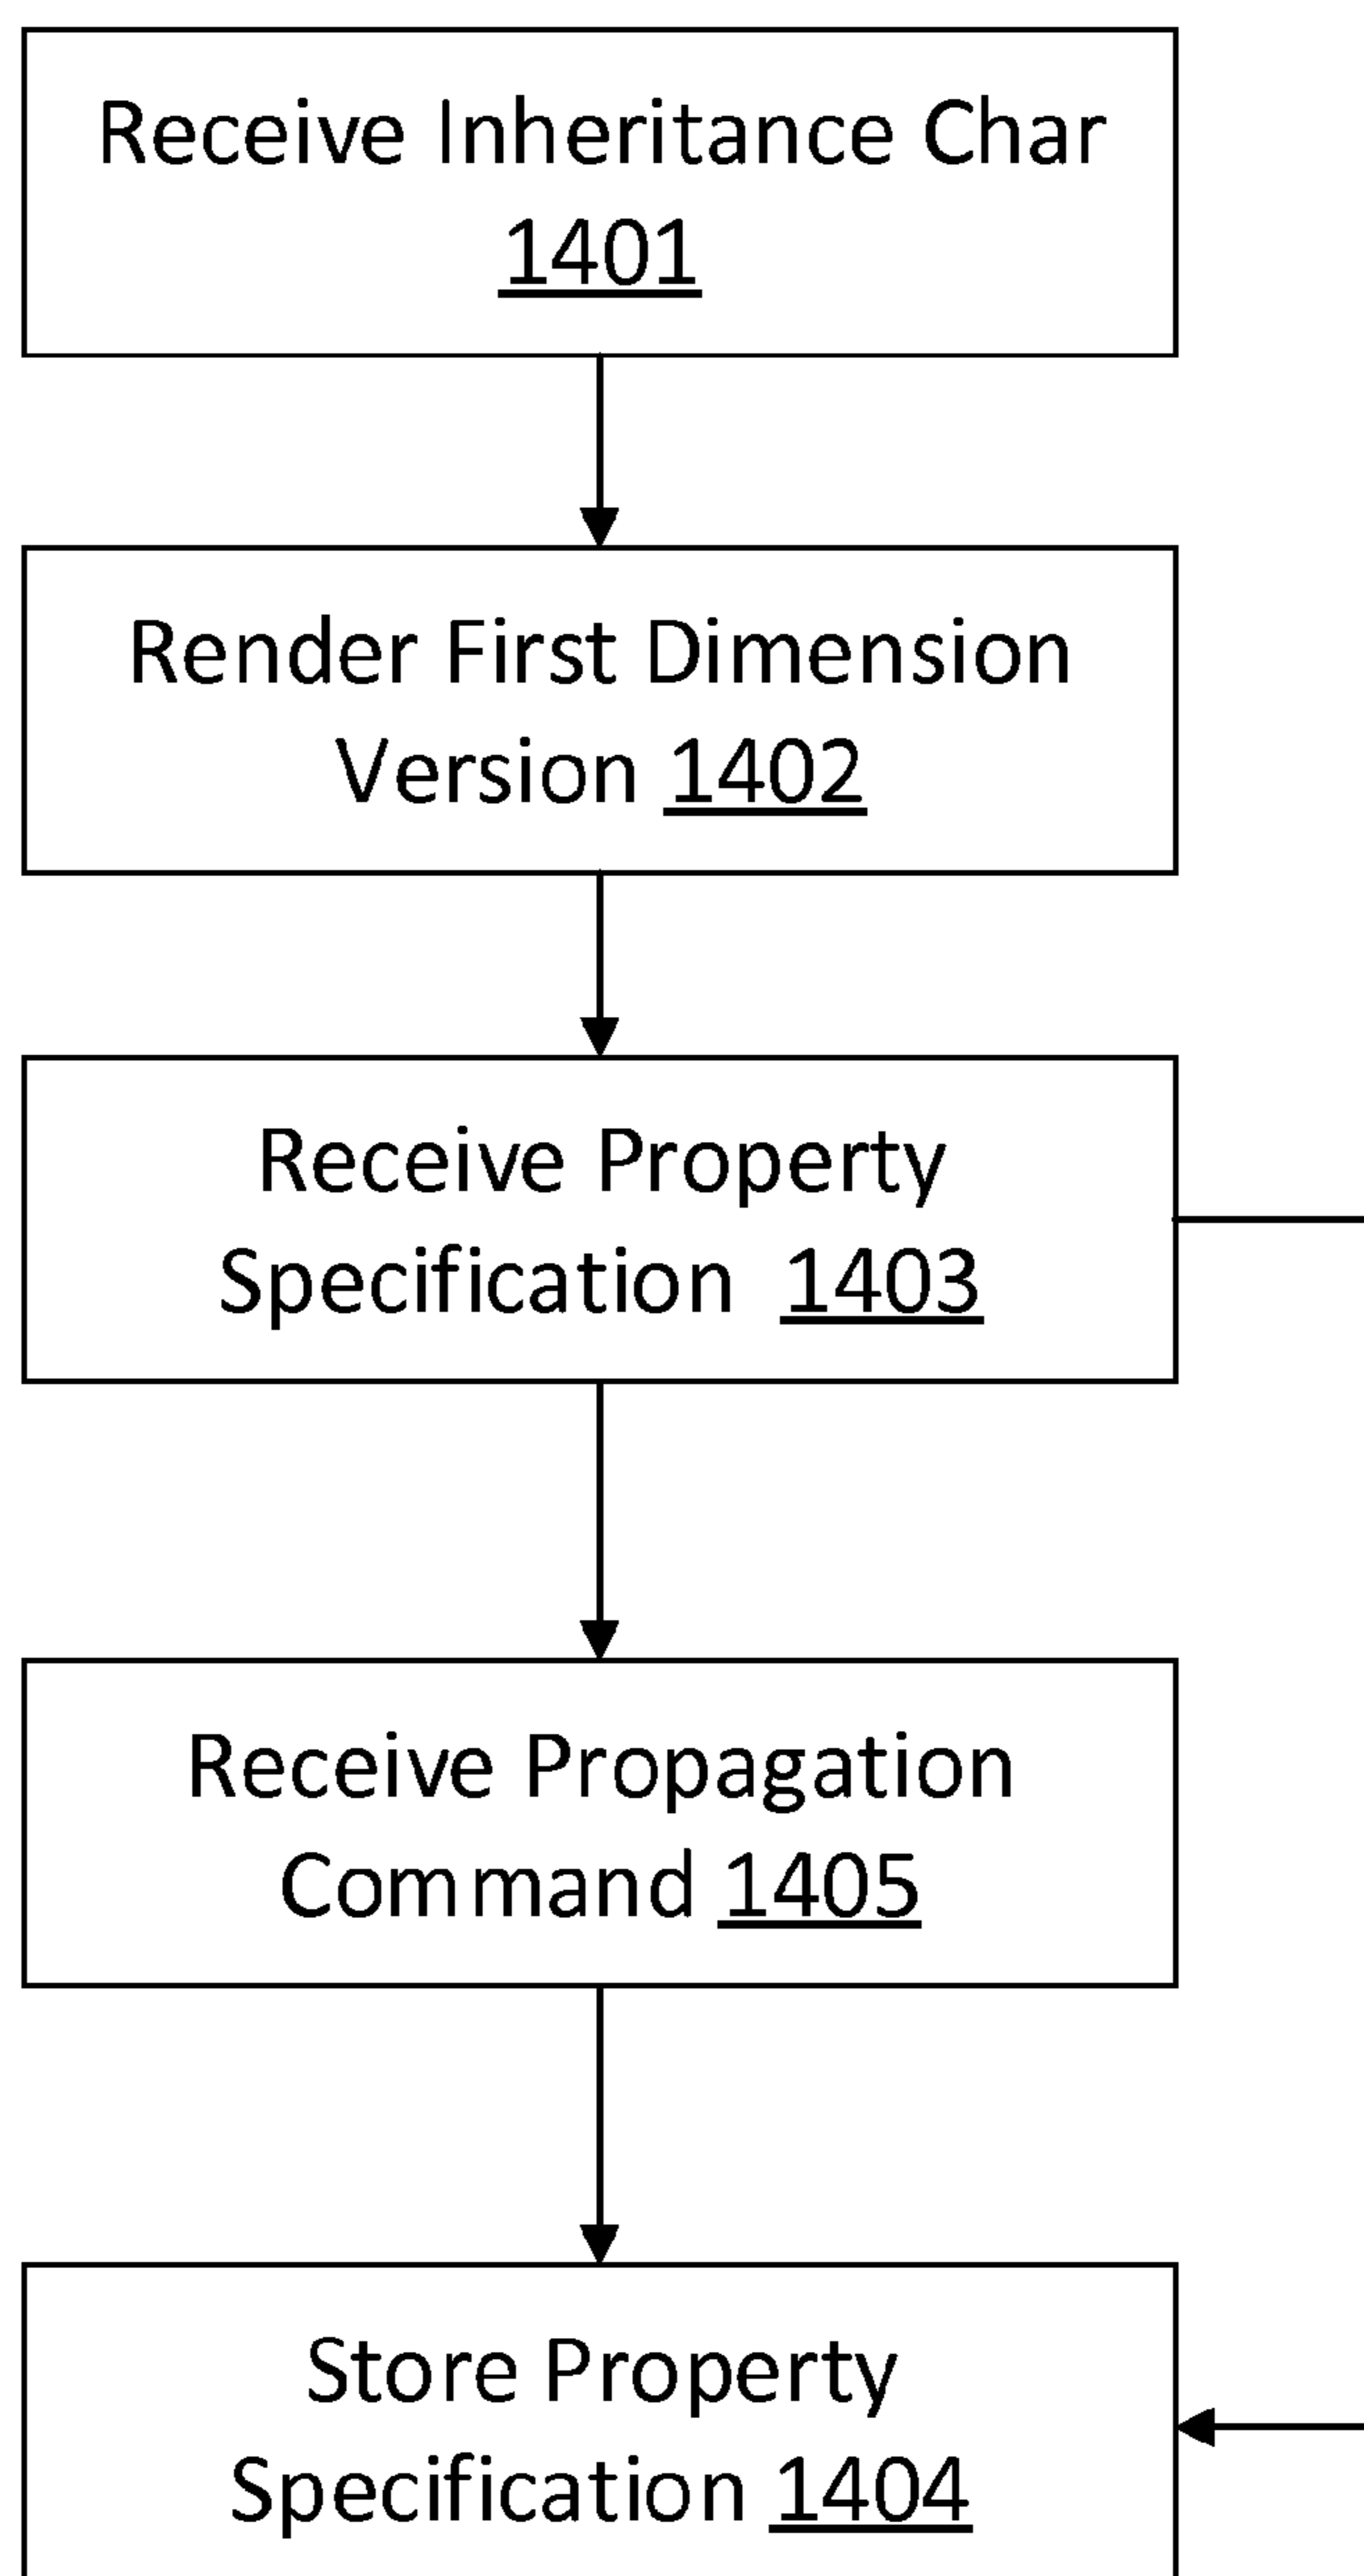 Receive Inheritance Char
1401
Render First Dimension
Version 1402
Receive Property
Specification 1403
Receive Propagation
Command 1405
Store Property
Specification 1404